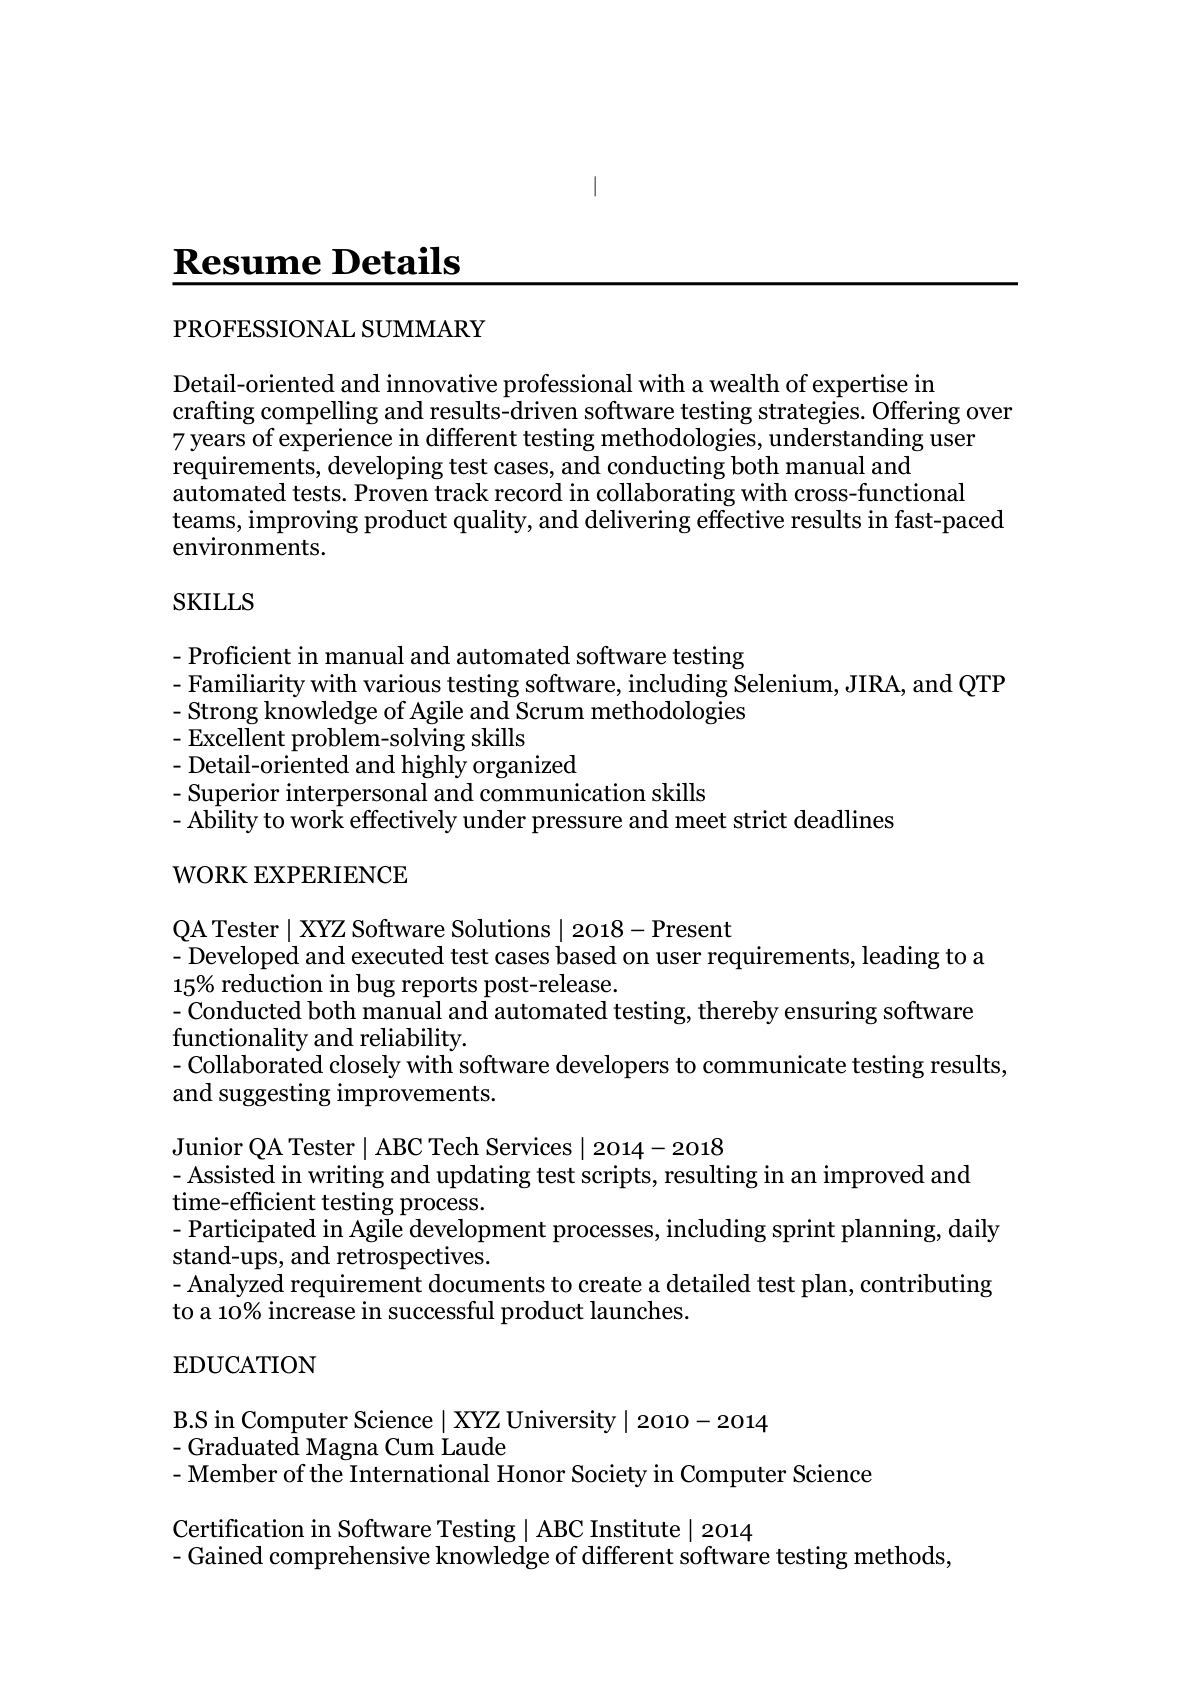 |
Resume Details
PROFESSIONAL SUMMARY
Detail-oriented and innovative professional with a wealth of expertise in
crafting compelling and results-driven software testing strategies. Offering over
7 years of experience in different testing methodologies, understanding user
requirements, developing test cases, and conducting both manual and
automated tests. Proven track record in collaborating with cross-functional
teams, improving product quality, and delivering effective results in fast-paced
environments.
SKILLS
- Proficient in manual and automated software testing
- Familiarity with various testing software, including Selenium, JIRA, and QTP
- Strong knowledge of Agile and Scrum methodologies
- Excellent problem-solving skills
- Detail-oriented and highly organized
- Superior interpersonal and communication skills
- Ability to work effectively under pressure and meet strict deadlines
WORK EXPERIENCE
QA Tester | XYZ Software Solutions | 2018 – Present
- Developed and executed test cases based on user requirements, leading to a
15% reduction in bug reports post-release.
- Conducted both manual and automated testing, thereby ensuring software
functionality and reliability.
- Collaborated closely with software developers to communicate testing results,
and suggesting improvements.
Junior QA Tester | ABC Tech Services | 2014 – 2018
- Assisted in writing and updating test scripts, resulting in an improved and
time-efficient testing process.
- Participated in Agile development processes, including sprint planning, daily
stand-ups, and retrospectives.
- Analyzed requirement documents to create a detailed test plan, contributing
to a 10% increase in successful product launches.
EDUCATION
B.S in Computer Science | XYZ University | 2010 – 2014
- Graduated Magna Cum Laude
- Member of the International Honor Society in Computer Science
Certification in Software Testing | ABC Institute | 2014
- Gained comprehensive knowledge of different software testing methods,